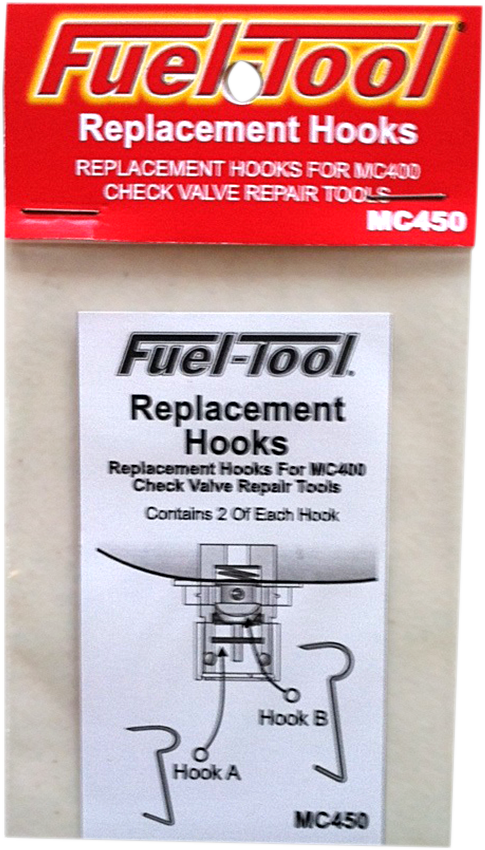 Fuel-Tool®
Replacement Hooks
REPLACEMENT HOOKS FOR MC400
CHECK VALVE REPAIR TOOLS
MC450
Fuel-Tool®
Replacement
Hooks
Replacement Hooks For MC400
Check Valve Repair Tools
Contains 2 Of Each Hook
Hook B
Hook A
MC450